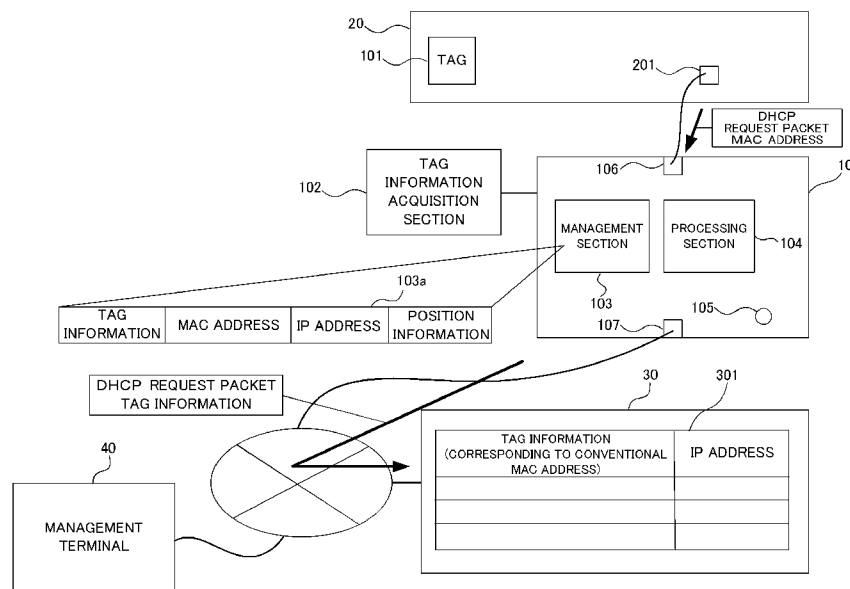 20
101
TAG
201
DHCP
REQUEST PACKET
MAC ADDRESS
106
10
102
TAG
INFORMATION
ACQUISITION
SECTION
MANAGEMENT
SECTION
PROCESSING
SECTION
104
103
103a
105
107
TAG
INFORMATION
MAC ADDRESS
IP ADDRESS
POSITION
INFORMATION
DHCP REQUEST PACKET
TAG INFORMATION
30
301
TAG INFORMATION
(CORRESPONDING TO CONVENTIONAL
MAC ADDRESS)
IP ADDRESS
40
MANAGEMENT
TERMINAL